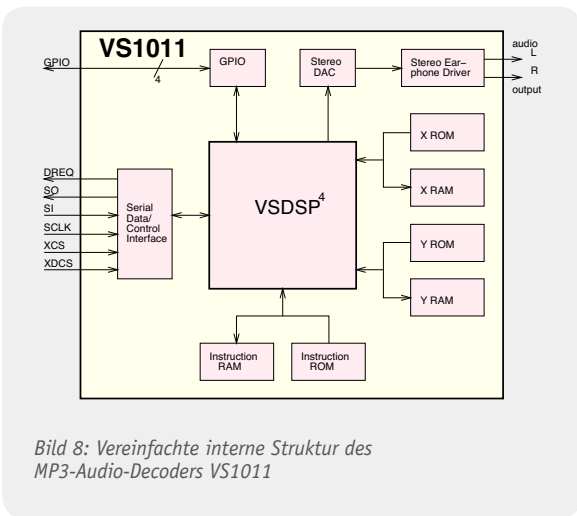 VS1011
GPIO
4
GPIO
Stereo
DAC
Stereo Ear–
phone Driver
audio
L
R
output
X ROM
X RAM
DREQ
SO
SI
SCLK
XCS
XDCS
Serial
Data/
Control
Interface
VSDSP4
Y ROM
Y RAM
Instruction
RAM
Instruction
ROM
Bild 8: Vereinfachte interne Struktur des
MP3-Audio-Decoders VS1011